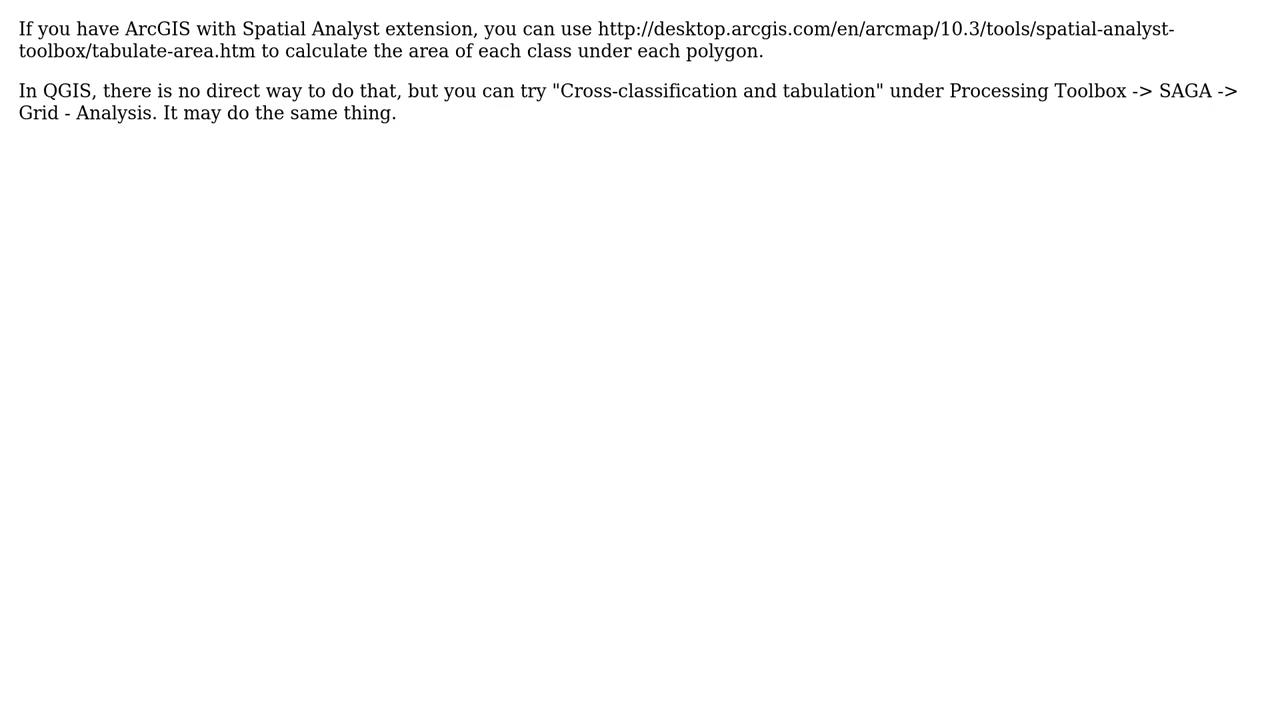 If you have ArcGIS with Spatial Analyst extension, you can use http://desktop.arcgis.com/en/arcmap/10.3/tools/spatial-analyst-
toolbox/tabulate-area.htm to calculate the area of each class under each polygon.
In QGIS, there is no direct way to do that, but you can try "Cross-classification and tabulation" under Processing Toolbox -> SAGA ->
Grid - Analysis. It may do the same thing.